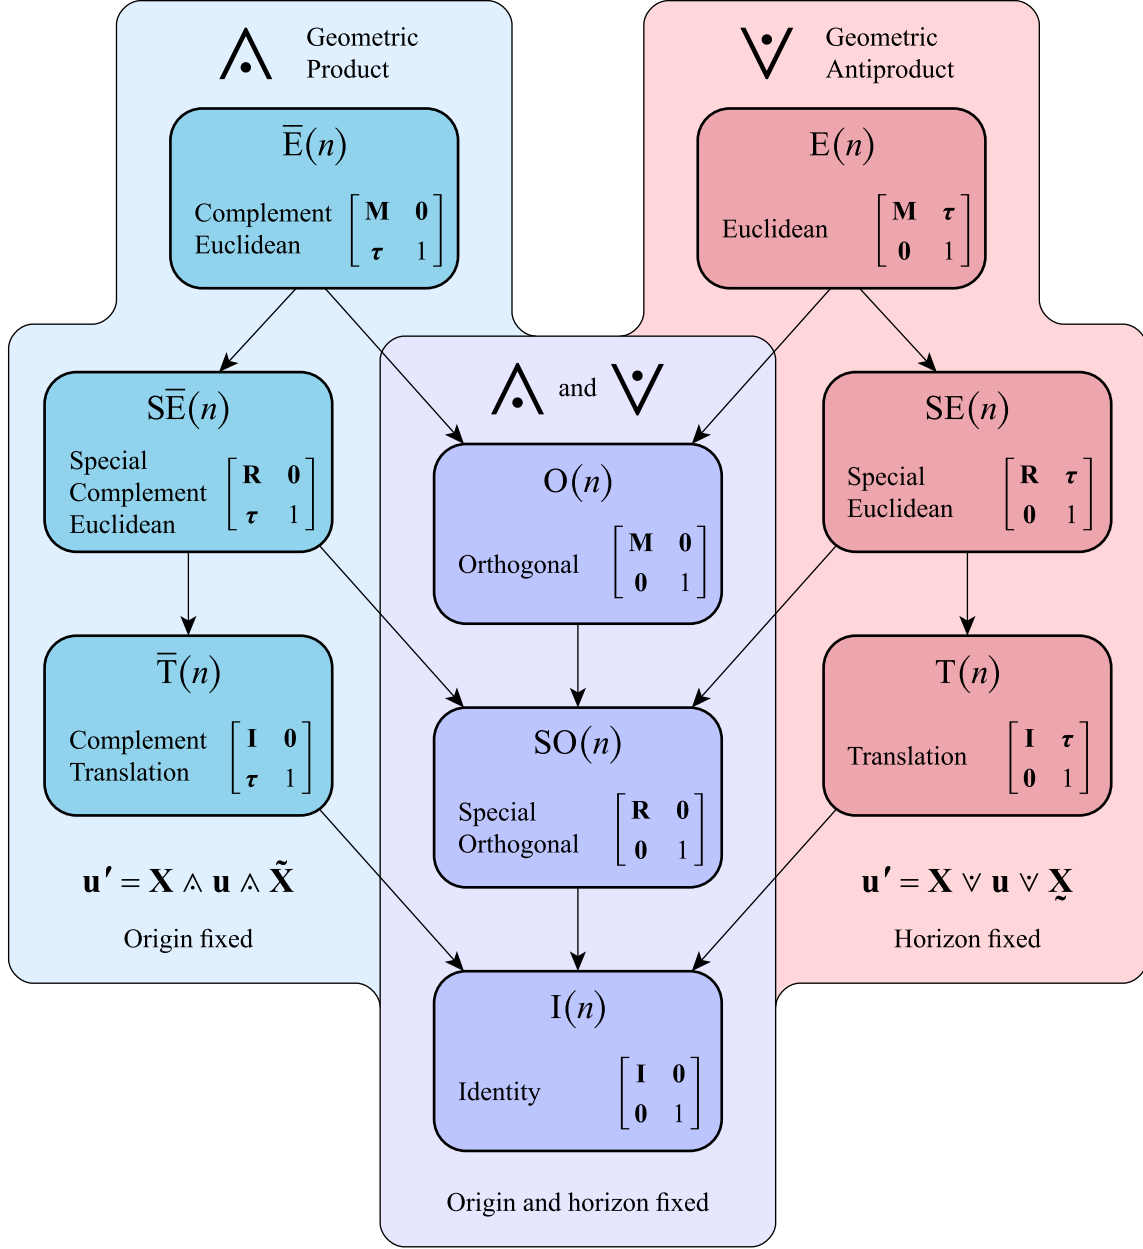 ⟑ Geometric
Product
⟇ Geometric
Antiproduct
E̅(n)
Complement
Euclidean
[M 0
τ 1]
E(n)
Euclidean
[M τ
0 1]
⟑ and ⟇
SE̅(n)
Special
Complement
Euclidean
[R 0
τ 1]
O(n)
Orthogonal
[M 0
0 1]
SE(n)
Special
Euclidean
[R τ
0 1]
T̅(n)
Complement
Translation
[I 0
τ 1]
SO(n)
Special
Orthogonal
[R 0
0 1]
T(n)
Translation
[I τ
0 1]
u′ = X ⟑ u ⟑ X̃
Origin fixed
u′ = X ⟇ u ⟇ X̰
Horizon fixed
I(n)
Identity
[I 0
0 1]
Origin and horizon fixed